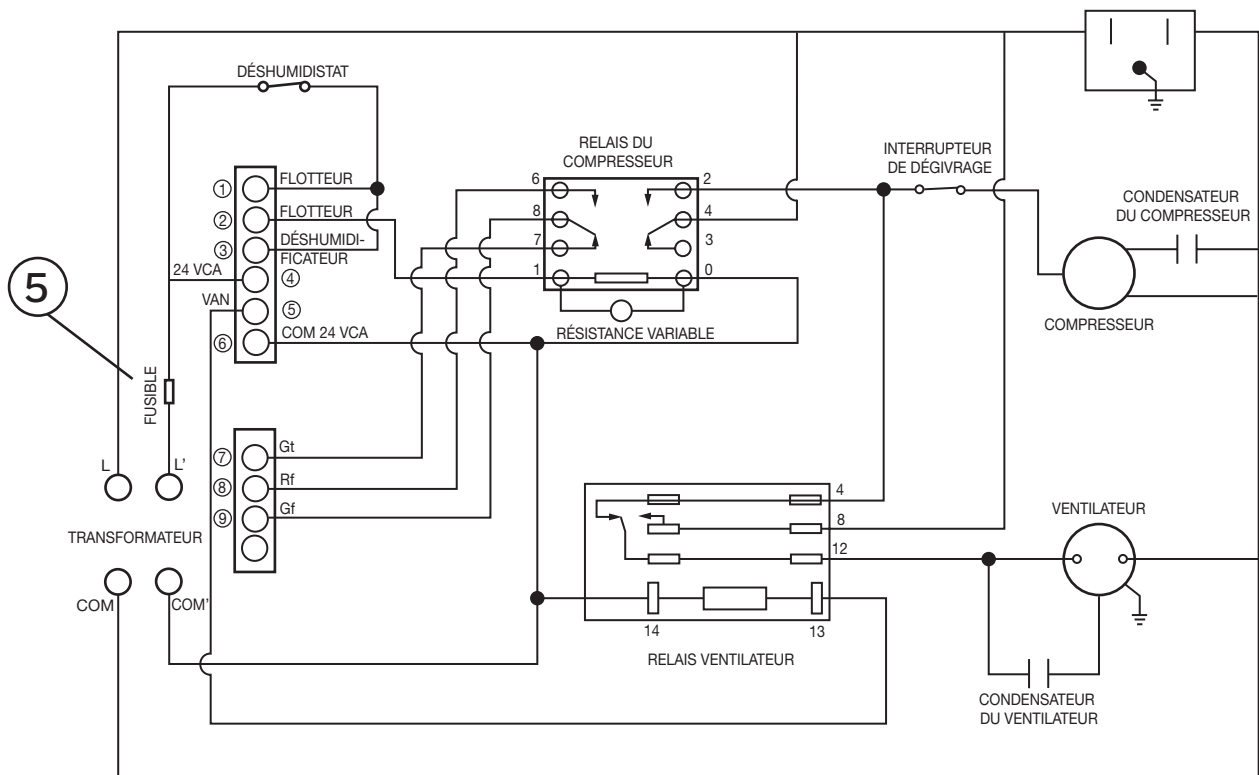 DÉSHUMIDISTAT
① FLOTTEUR
② FLOTTEUR
③ DÉSHUMIDI-
FICATEUR
24 VCA ④
VAN ⑤
⑥ COM 24 VCA
5
FUSIBLE
L
L'
TRANSFORMATEUR
COM
COM'
⑦ Gt
⑧ Rf
⑨ Gf
RELAIS DU
COMPRESSEUR
6
2
8
4
7
3
1
0
RÉSISTANCE VARIABLE
INTERRUPTEUR
DE DÉGIVRAGE
CONDENSATEUR
DU COMPRESSEUR
COMPRESSEUR
4
8
12
14
13
RELAIS VENTILATEUR
VENTILATEUR
CONDENSATEUR
DU VENTILATEUR